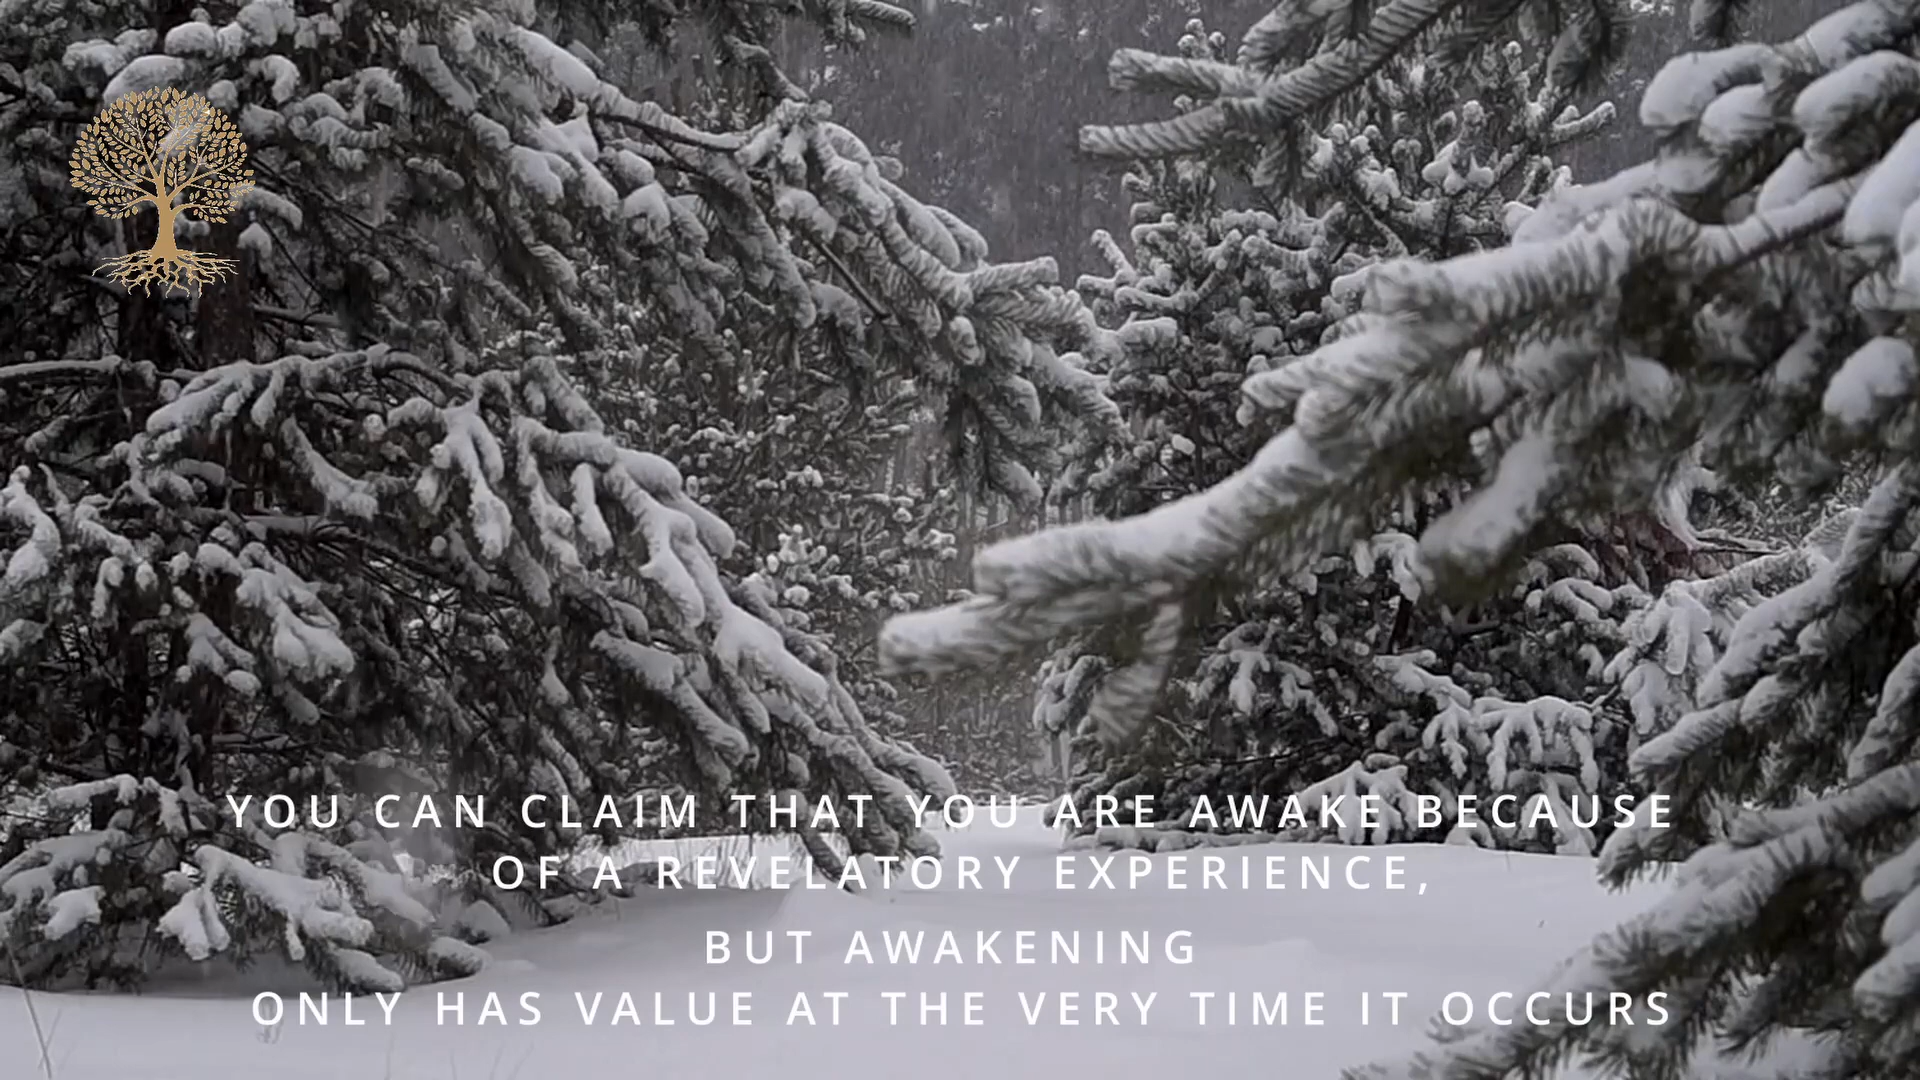 YOU CAN CLAIM THAT YOU ARE AWAKE BECAUSE
OF A REVELATORY EXPERIENCE,
BUT AWAKENING
ONLY HAS VALUE AT THE VERY TIME IT OCCURS